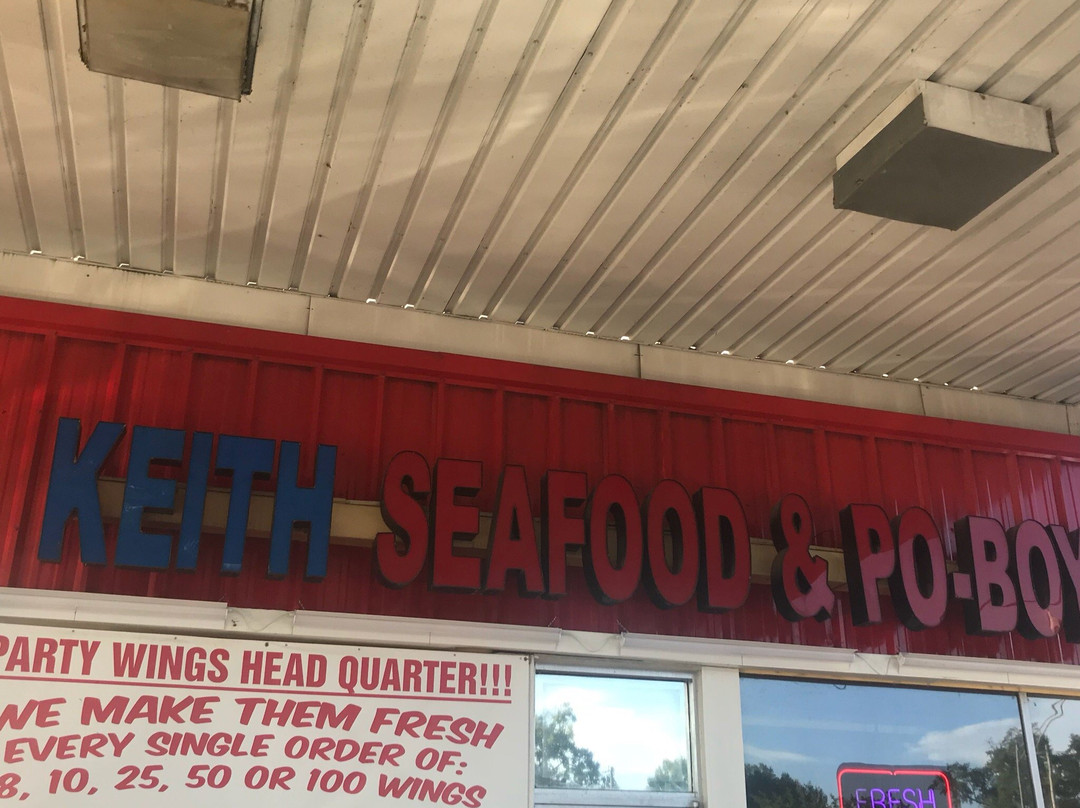 KEITH SEAFOOD & PO-BOY
PARTY WINGS HEAD QUARTER!!!
WE MAKE THEM FRESH
EVERY SINGLE ORDER OF:
8, 10, 25, 50 OR 100 WINGS
FRESH!